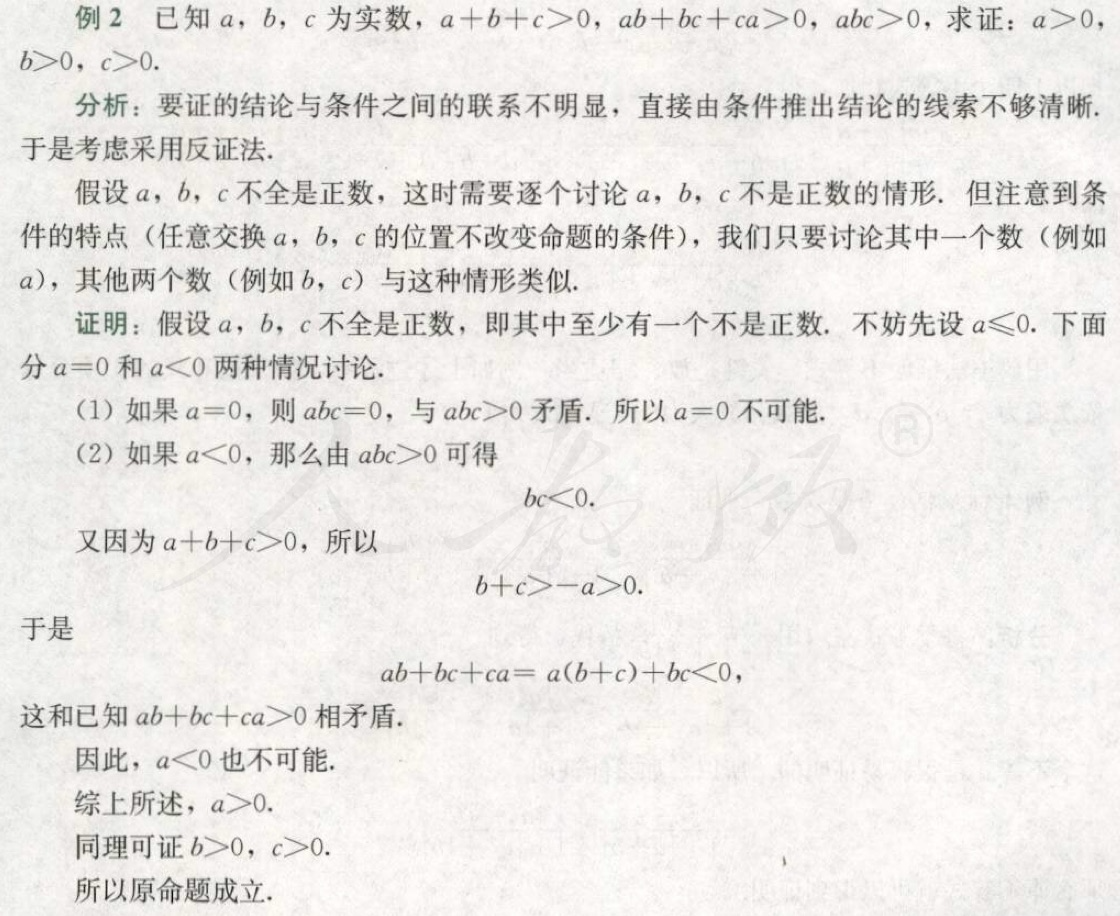 例2 已知 a，b，c 为实数，a+b+c>0，ab+bc+ca>0，abc>0，求证：a>0，
b>0，c>0.
分析：要证的结论与条件之间的联系不明显，直接由条件推出结论的线索不够清晰.
于是考虑采用反证法.
假设 a，b，c 不全是正数，这时需要逐个讨论 a，b，c 不是正数的情形. 但注意到条
件的特点（任意交换 a，b，c 的位置不改变命题的条件），我们只要讨论其中一个数（例如
a），其他两个数（例如 b，c）与这种情形类似.
证明：假设 a，b，c 不全是正数，即其中至少有一个不是正数. 不妨先设 a⩽0. 下面
分 a=0 和 a<0 两种情况讨论.
（1）如果 a=0，则 abc=0，与 abc>0 矛盾. 所以 a=0 不可能.
（2）如果 a<0，那么由 abc>0 可得
bc<0.
又因为 a+b+c>0，所以
b+c>-a>0.
于是
ab+bc+ca= a(b+c)+bc<0，
这和已知 ab+bc+ca>0 相矛盾.
因此，a<0 也不可能.
综上所述，a>0.
同理可证 b>0，c>0.
所以原命题成立.
人教版®